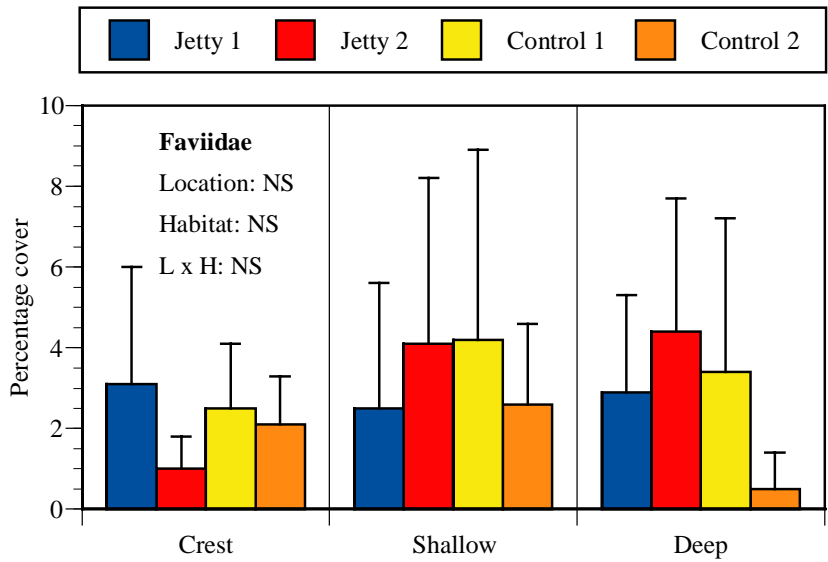 Jetty 1 Jetty 2 Control 1 Control 2
10
Faviidae
Location: NS
8
Habitat: NS
6
L x H: NS
Percentage cover
4
2
0
Crest Shallow Deep